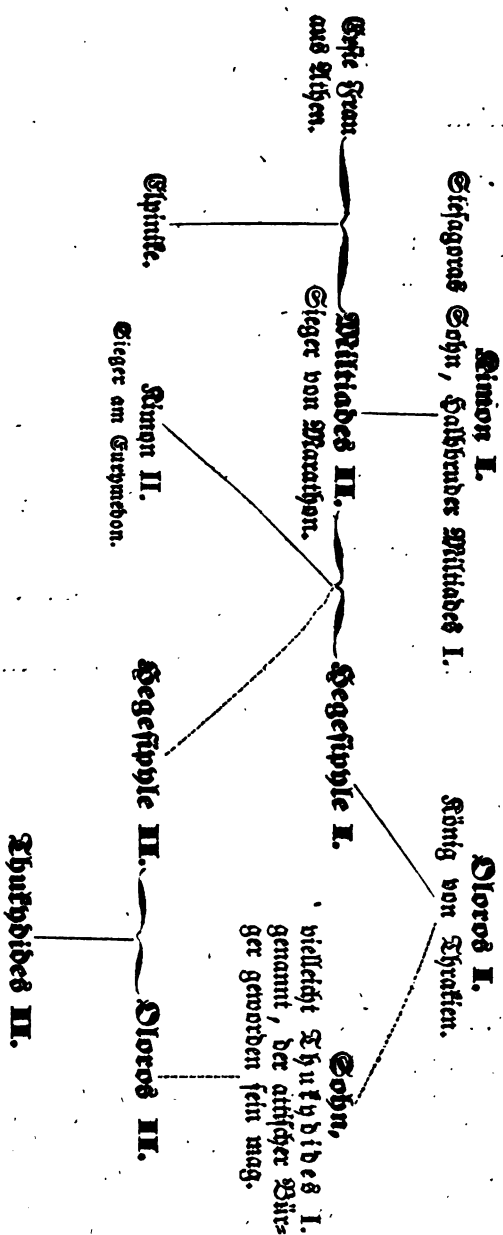 Kimon I.
Stesagoras Sohn, Halbbruder Miltiades I.
Oloros I.
König von Thrakien.
Erste Frau
aus Athen.
Miltiades II.
Sieger von Marathon.
Hegesipyle I.
Sohn,
vielleicht Thukydides I.
genannt, der attischer Bür=
ger geworden sein mag.
Elpinike.
Kimon II.
Sieger am Eurymedon.
Hegesipyle II.
Oloros II.
Thukydides II.